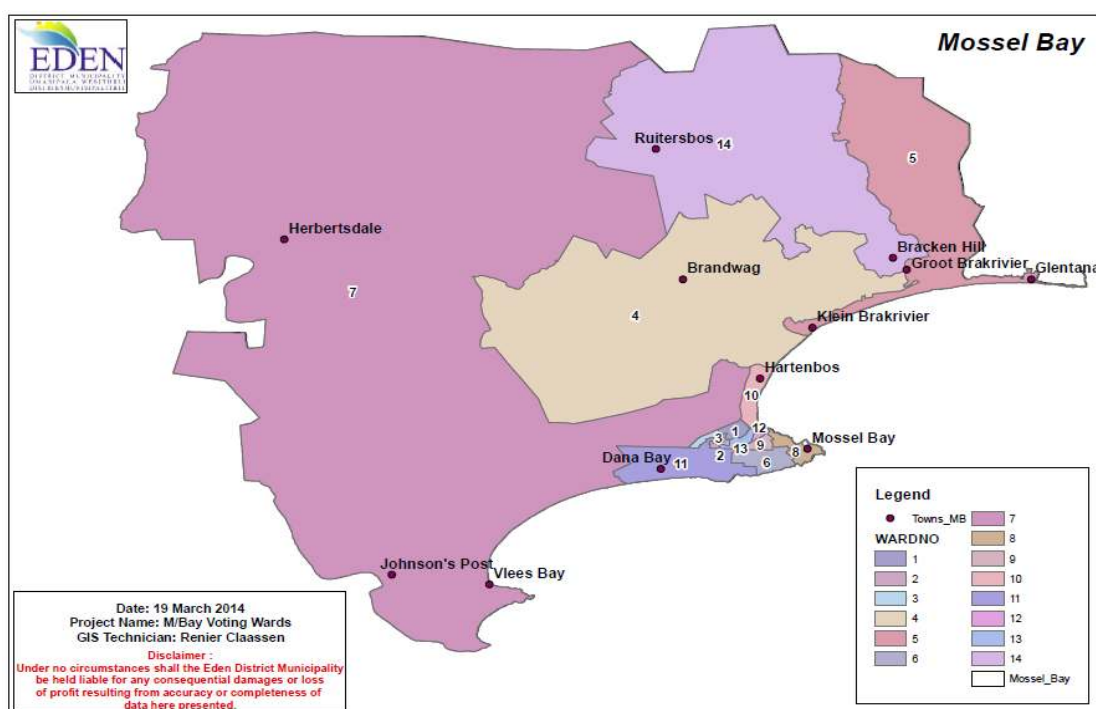 EDEN
DISTRICT MUNICIPALITY
Mossel Bay
Ruitersbos
14
5
Herbertsdale
Bracken Hill
Groot Brakrivier
Brandwag
Glentana
7
4
Klein Brakrivier
Hartenbos
10
1
12
3
Mossel Bay
13
9
8
2
Dana Bay
11
6
Johnson's Post
Vlees Bay
Date: 19 March 2014
Project Name: M/Bay Voting Wards
GIS Technician: Renier Claassen
Disclaimer :
Under no circumstances shall the Eden District Municipality
be held liable for any consequential damages or loss
of profit resulting from accuracy or completeness of
data here presented.
Legend
Towns_MB
WARDNO
1
2
3
4
5
6
7
8
9
10
11
12
13
14
Mossel_Bay